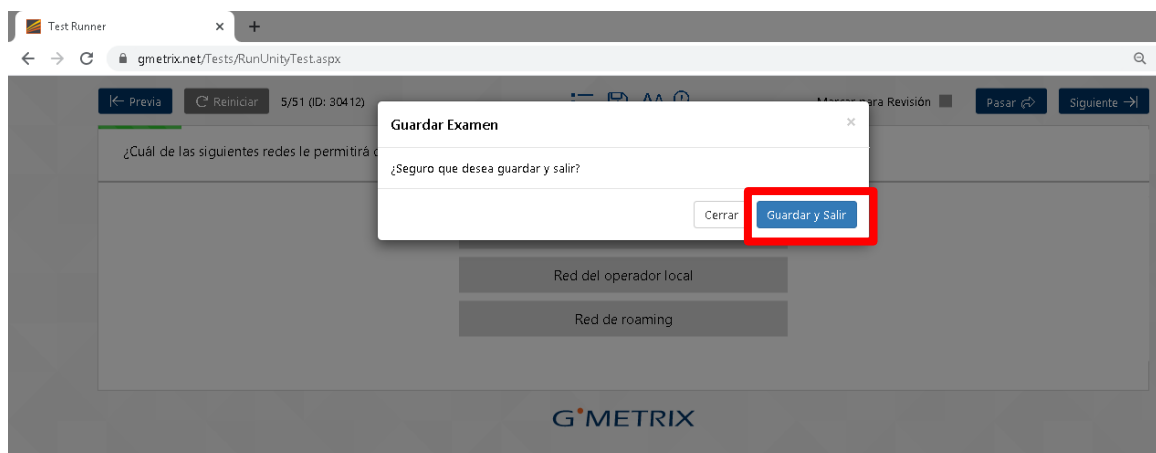 Test Runner
gmetrix.net/Tests/RunUnityTest.aspx
Previa Reiniciar 5/51 (ID: 30412) para Revisión Pasar Siguiente
Guardar Examen
¿Cuál de las siguientes redes le permitirá
¿Seguro que desea guardar y salir?
Cerrar Guardar y Salir
Red del operador local
Red de roaming
GMETRIX